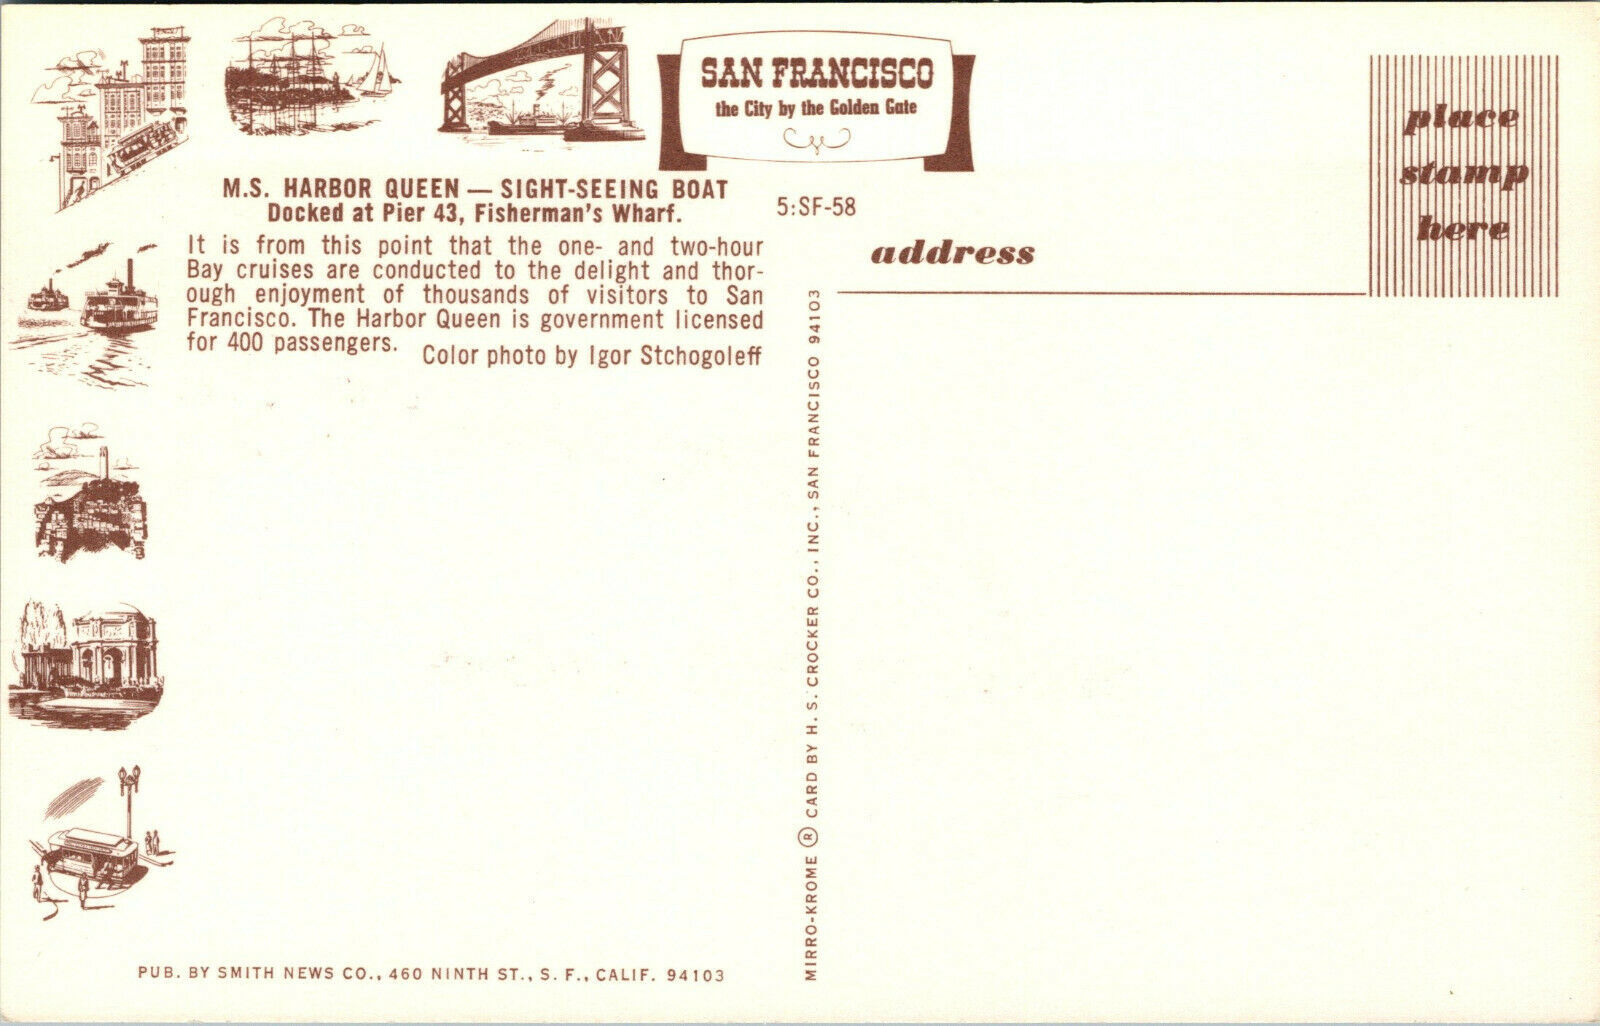 SAN FRANCISCO
the City by the Golden Gate
place
stamp
here
M.S. HARBOR QUEEN — SIGHT-SEEING BOAT
Docked at Pier 43, Fisherman's Wharf.
5:SF-58
It is from this point that the one- and two-hour
Bay cruises are conducted to the delight and thor-
ough enjoyment of thousands of visitors to San
Francisco. The Harbor Queen is government licensed
for 400 passengers.
Color photo by Igor Stchogoleff
address
MIRRO-KROME ® CARD BY H. S. CROCKER CO., INC., SAN FRANCISCO 94103
PUB. BY SMITH NEWS CO., 460 NINTH ST., S. F., CALIF. 94103